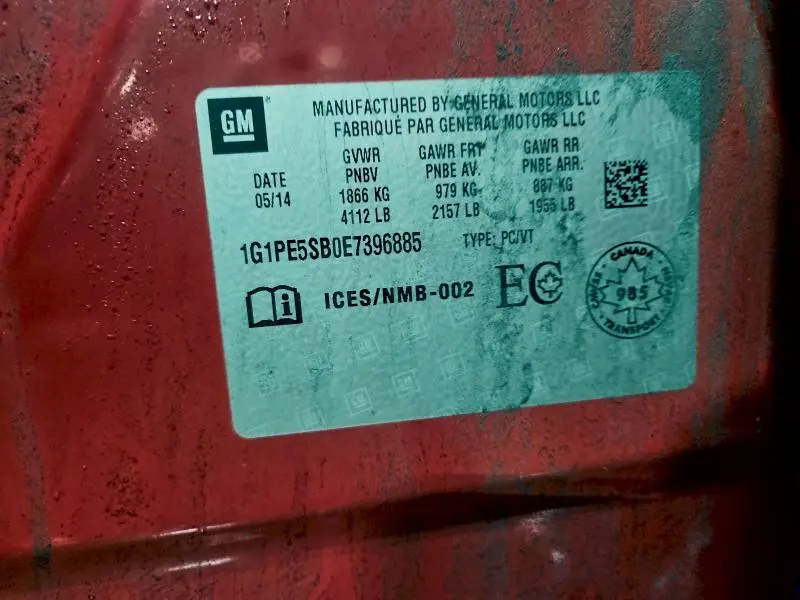 GM
MANUFACTURED BY GENERAL MOTORS LLC
FABRIQUÉ PAR GENERAL MOTORS LLC
DATE
05/14
GVWR
PNBV
1866 KG
4112 LB
GAWR FRT
PNBE AV.
979 KG
2157 LB
GAWR RR
PNBE ARR.
887 KG
1955 LB
1G1PE5SB0E7396885
TYPE: PC/VT
i
ICES/NMB-002
EC
CANADA
985
TRANSPORT